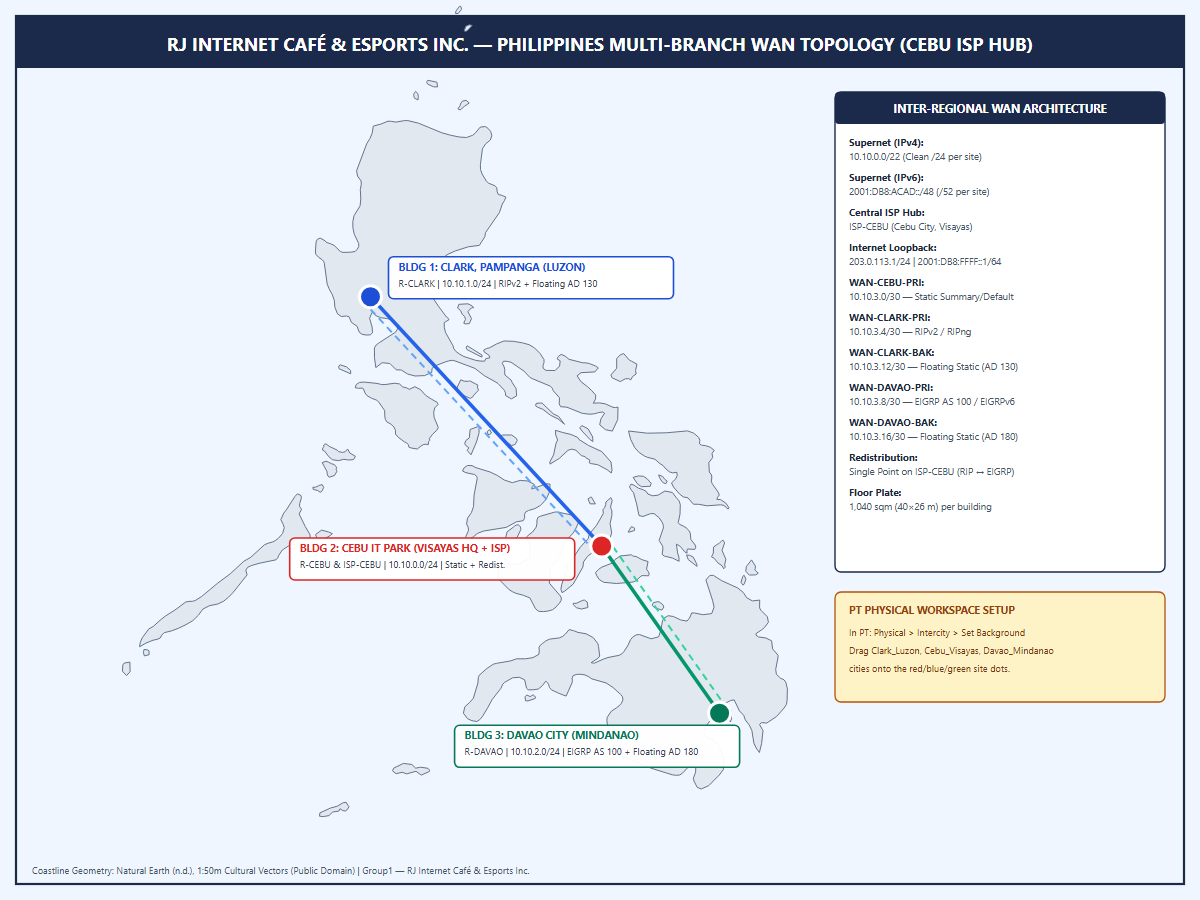 RJ INTERNET CAFÉ & ESPORTS INC. — PHILIPPINES MULTI-BRANCH WAN TOPOLOGY (CEBU ISP HUB)
INTER-REGIONAL WAN ARCHITECTURE
Supernet (IPv4):
10.10.0.0/22 (Clean /24 per site)
Supernet (IPv6):
2001:DB8:ACAD::/48 (/52 per site)
Central ISP Hub:
ISP-CEBU (Cebu City, Visayas)
Internet Loopback:
203.0.113.1/24 | 2001:DB8:FFFF::1/64
WAN-CEBU-PRI:
10.10.3.0/30 — Static Summary/Default
WAN-CLARK-PRI:
10.10.3.4/30 — RIPv2 / RIPng
WAN-CLARK-BAK:
10.10.3.12/30 — Floating Static (AD 130)
WAN-DAVAO-PRI:
10.10.3.8/30 — EIGRP AS 100 / EIGRPv6
WAN-DAVAO-BAK:
10.10.3.16/30 — Floating Static (AD 180)
Redistribution:
Single Point on ISP-CEBU (RIP ↔ EIGRP)
Floor Plate:
1,040 sqm (40×26 m) per building
BLDG 1: CLARK, PAMPANGA (LUZON)
R-CLARK | 10.10.1.0/24 | RIPv2 + Floating AD 130
BLDG 2: CEBU IT PARK (VISAYAS HQ + ISP)
R-CEBU & ISP-CEBU | 10.10.0.0/24 | Static + Redist.
BLDG 3: DAVAO CITY (MINDANAO)
R-DAVAO | 10.10.2.0/24 | EIGRP AS 100 + Floating AD 180
PT PHYSICAL WORKSPACE SETUP
In PT: Physical > Intercity > Set Background
Drag Clark_Luzon, Cebu_Visayas, Davao_Mindanao
cities onto the red/blue/green site dots.
Coastline Geometry: Natural Earth (n.d.), 1:50m Cultural Vectors (Public Domain) | Group1 — RJ Internet Café & Esports Inc.